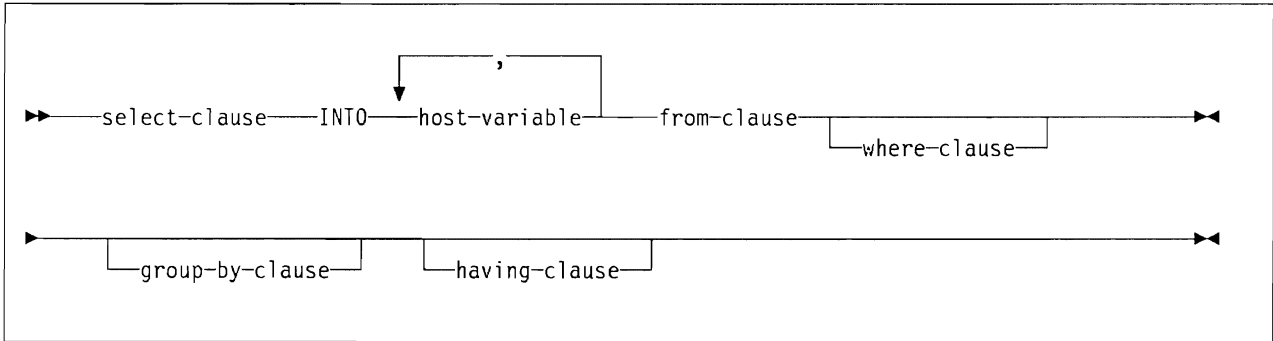 ,
select-clause INTO host-variable from-clause
where-clause
group-by-clause having-clause